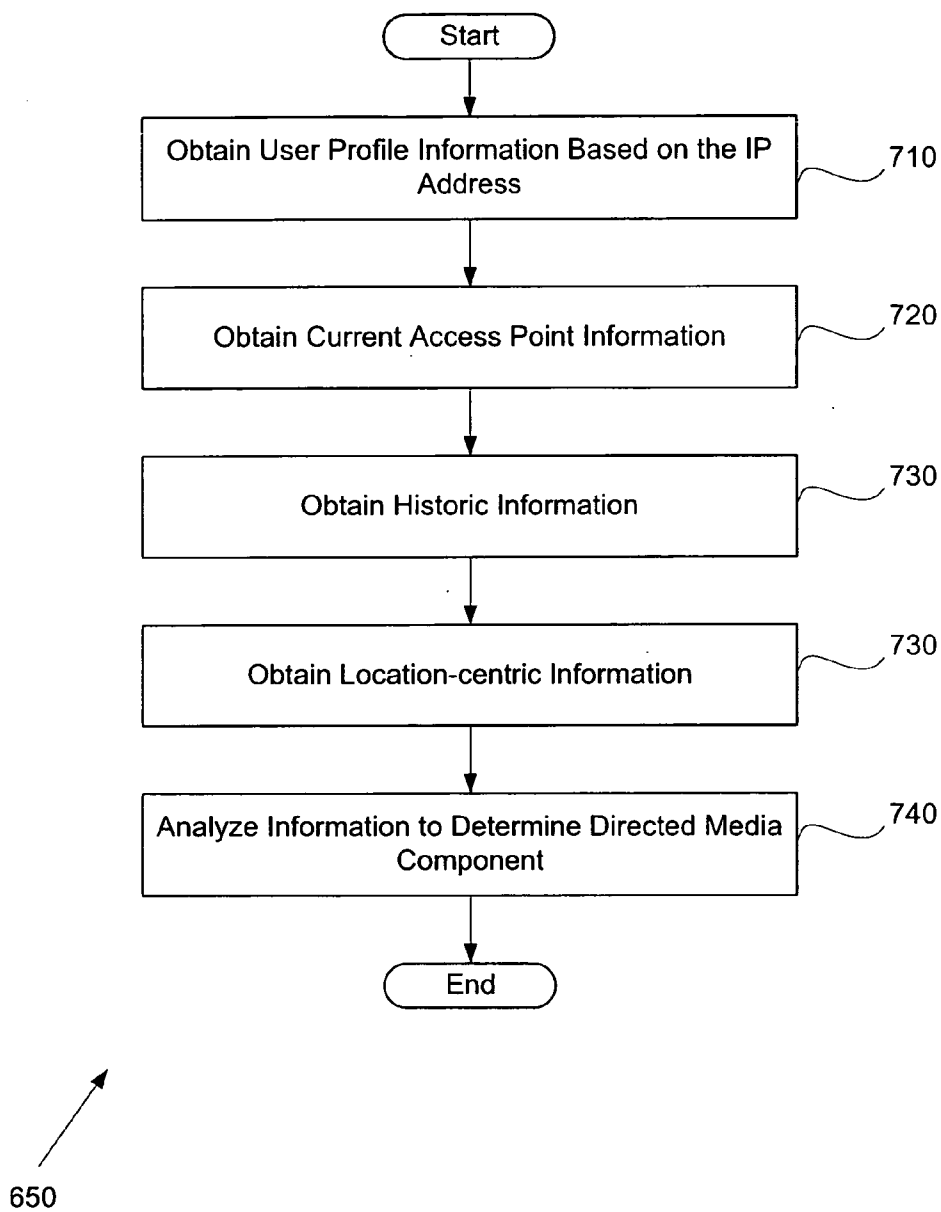 Start
Obtain User Profile Information Based on the IP
Address
710
Obtain Current Access Point Information
720
Obtain Historic Information
730
Obtain Location-centric Information
730
Analyze Information to Determine Directed Media
Component
740
End
650